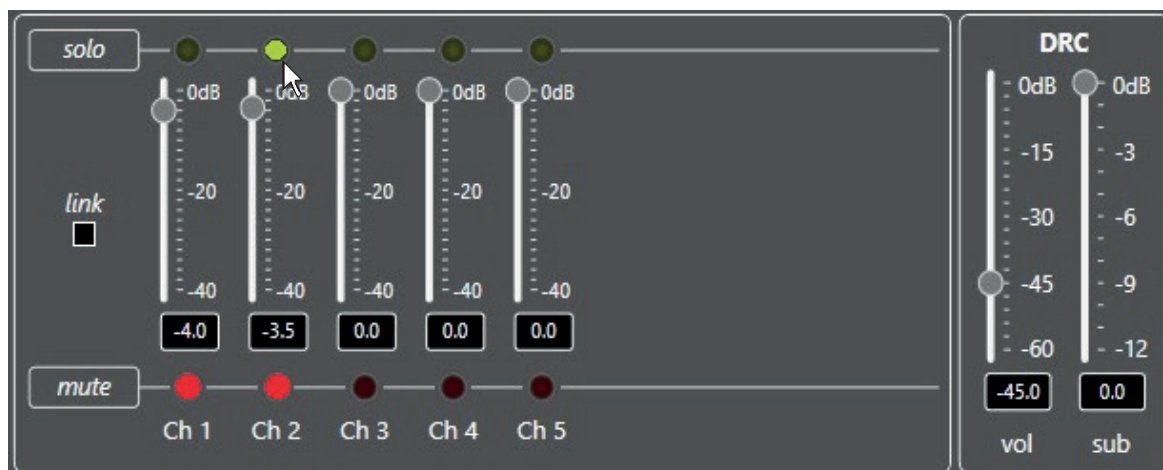 solo
DRC
0dB 0dB 0dB 0dB 0dB
0dB 0dB
-15 -3
-20 -20 -20 -20 -20
link
-30 -6
-40 -40 -40 -40 -40
-45 -9
-4.0 -3.5 0.0 0.0 0.0
-60 -12
mute
-45.0 0.0
Ch 1 Ch 2 Ch 3 Ch 4 Ch 5
vol sub